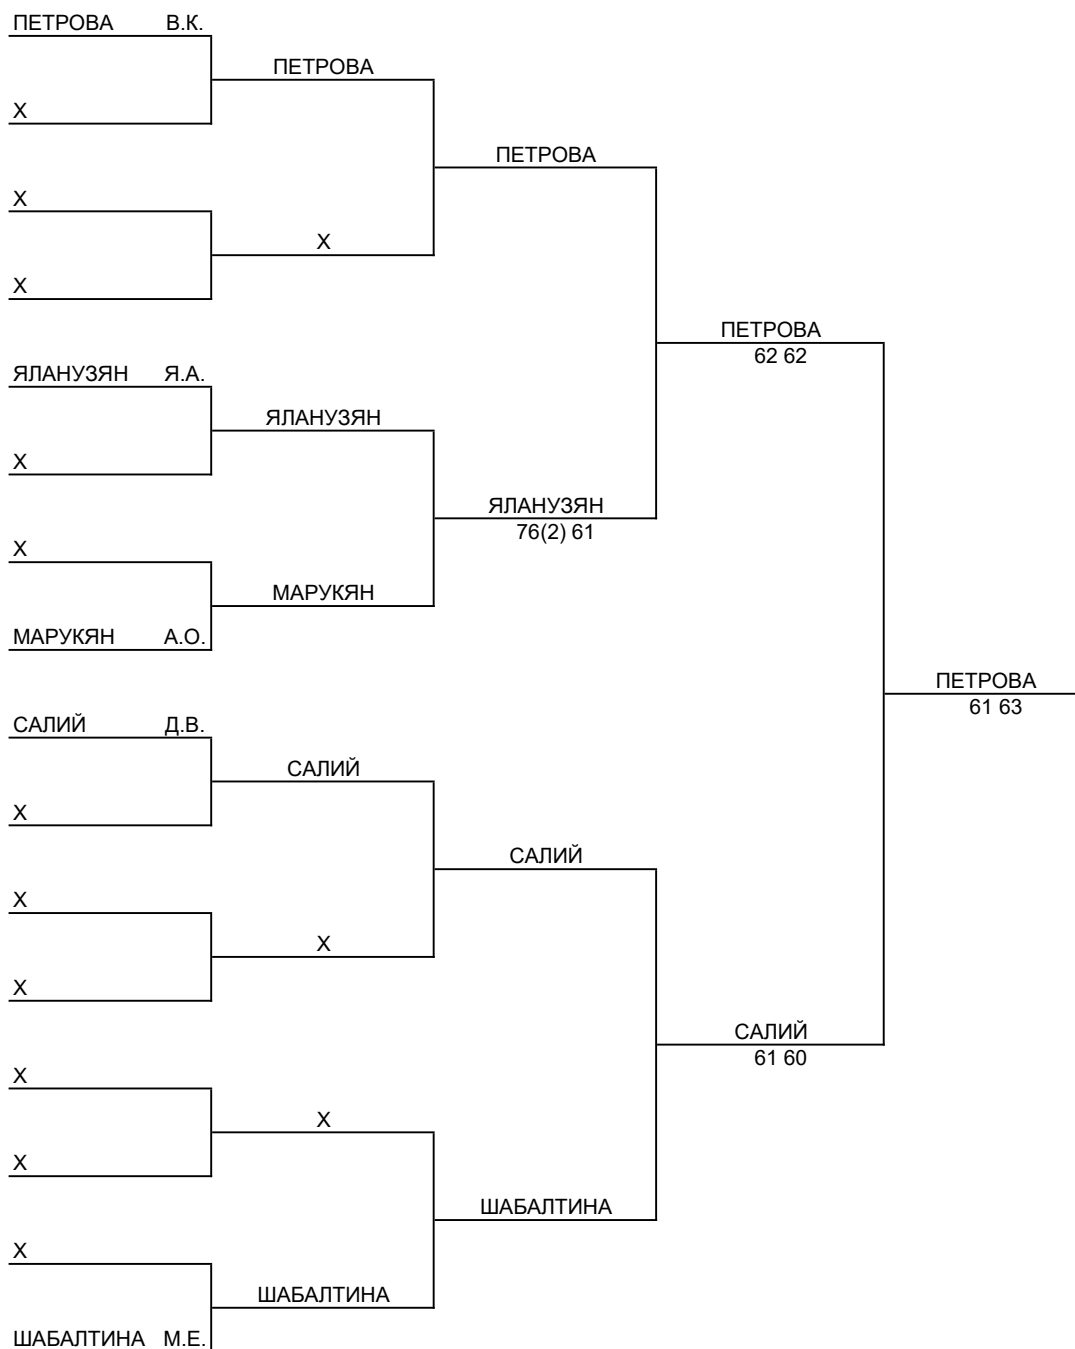 ПЕТРОВА В.К.
ПЕТРОВА
X
ПЕТРОВА
X
X
X
ПЕТРОВА
62 62
ЯЛАНУЗЯН Я.А.
ЯЛАНУЗЯН
X
ЯЛАНУЗЯН
76(2) 61
X
МАРУКЯН
МАРУКЯН А.О.
ПЕТРОВА
61 63
САЛИЙ Д.В.
САЛИЙ
X
САЛИЙ
X
X
X
САЛИЙ
61 60
X
X
X
ШАБАЛТИНА
X
ШАБАЛТИНА
ШАБАЛТИНА М.Е.